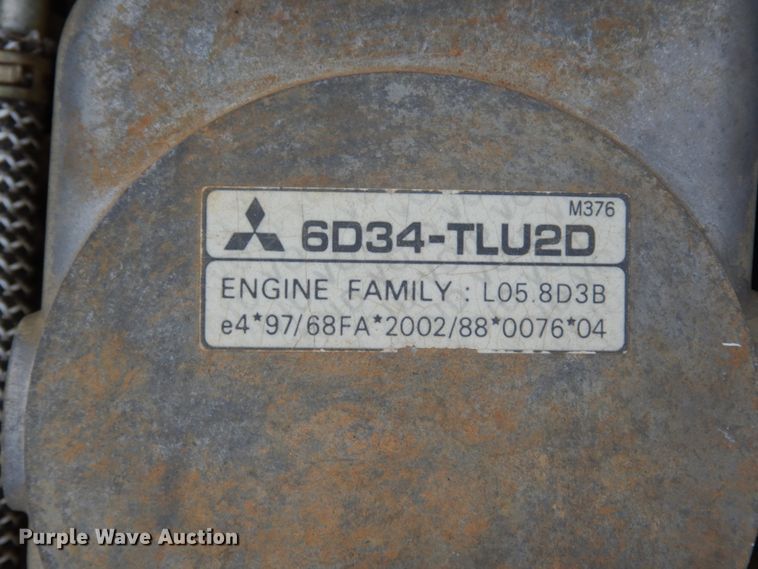 M376
6D34-TLU2D
ENGINE FAMILY : L05.8D3B
e4*97/68FA*2002/88*0076*04
Purple Wave Auction